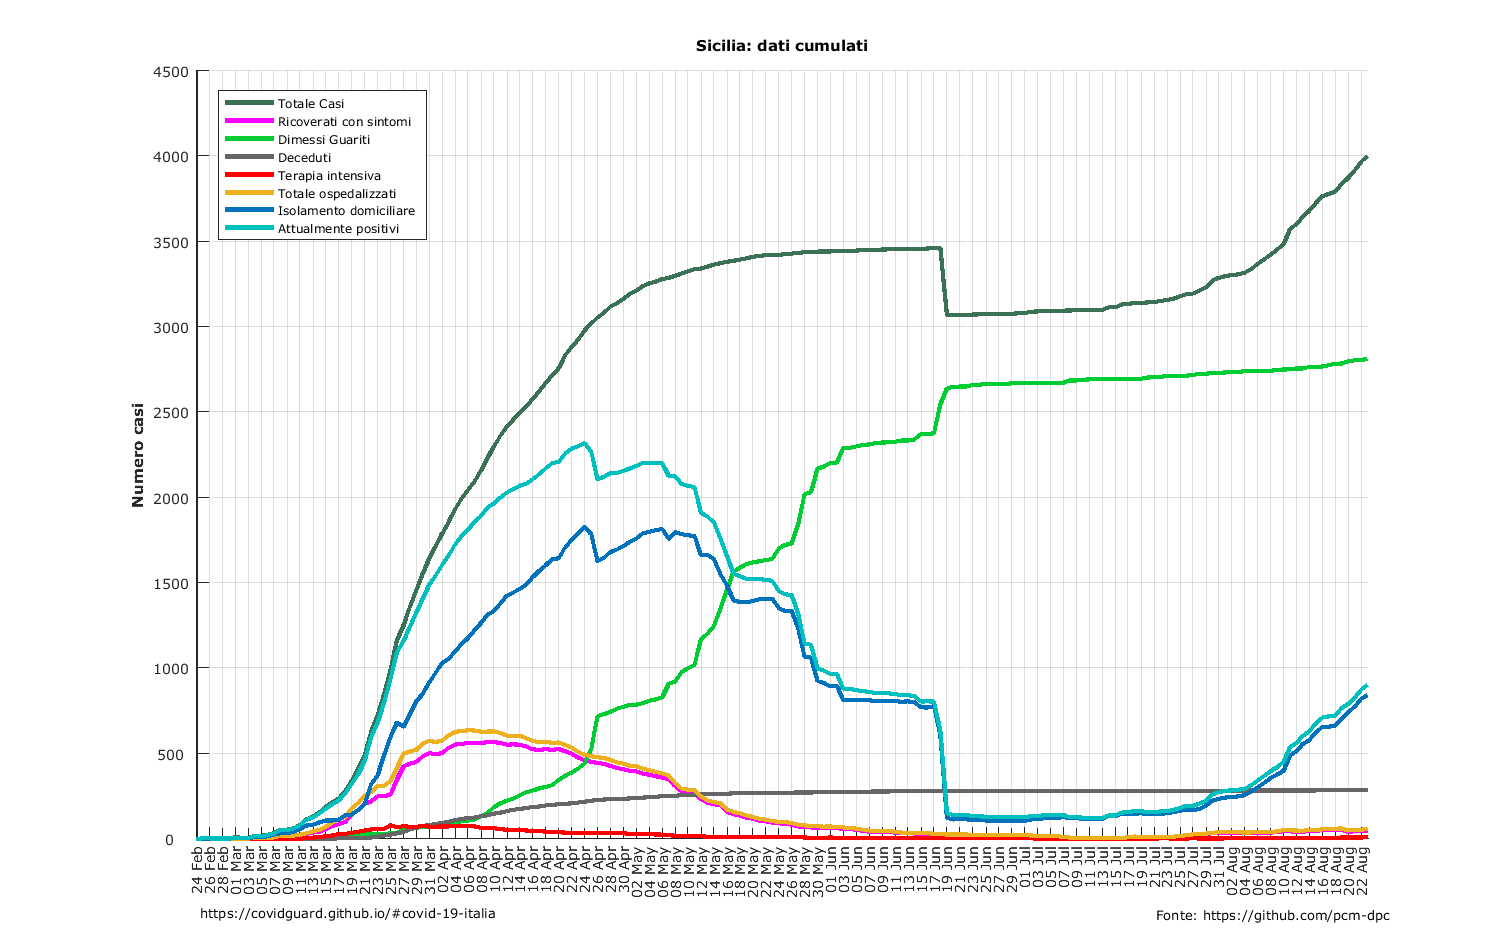 Sicilia: dati cumulati
4500
4000
3500
3000
2500
2000
1500
1000
500
0
Numero casi
Totale Casi
Ricoverati con sintomi
Dimessi Guariti
Deceduti
Terapia intensiva
Totale ospedalizzati
Isolamento domiciliare
Attualmente positivi
24 Feb
26 Feb
28 Feb
01 Mar
03 Mar
05 Mar
07 Mar
09 Mar
11 Mar
13 Mar
15 Mar
17 Mar
19 Mar
21 Mar
23 Mar
25 Mar
27 Mar
29 Mar
31 Mar
02 Apr
04 Apr
06 Apr
08 Apr
10 Apr
12 Apr
14 Apr
16 Apr
18 Apr
20 Apr
22 Apr
24 Apr
26 Apr
28 Apr
30 Apr
02 May
04 May
06 May
08 May
10 May
12 May
14 May
16 May
18 May
20 May
22 May
24 May
26 May
28 May
30 May
01 Jun
03 Jun
05 Jun
07 Jun
09 Jun
11 Jun
13 Jun
15 Jun
17 Jun
19 Jun
21 Jun
23 Jun
25 Jun
27 Jun
29 Jun
01 Jul
03 Jul
05 Jul
07 Jul
09 Jul
11 Jul
13 Jul
15 Jul
17 Jul
19 Jul
21 Jul
23 Jul
25 Jul
27 Jul
29 Jul
31 Jul
02 Aug
04 Aug
06 Aug
08 Aug
10 Aug
12 Aug
14 Aug
16 Aug
18 Aug
20 Aug
22 Aug
https://covidguard.github.io/#covid-19-italia
Fonte: https://github.com/pcm-dpc